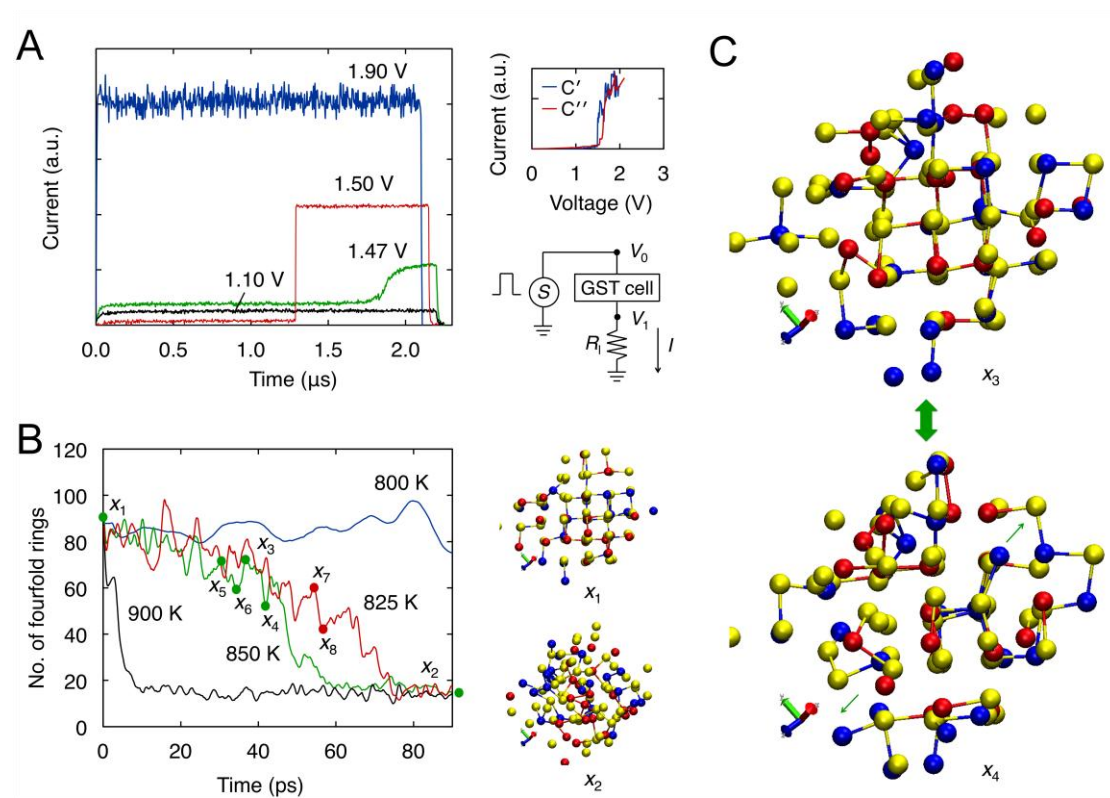 A
Current (a.u.)
1.90 V
1.50 V
1.47 V
1.10 V
0.0 0.5 1.0 1.5 2.0
Time (µs)
Current (a.u.)
C′
C′′
0 1 2 3
Voltage (V)
V0
S
GST cell
V1
Rl
I
B
No. of fourfold rings
120
100
80
60
40
20
0
0 20 40 60 80
Time (ps)
800 K
825 K
850 K
900 K
x1
x3
x5
x6
x4
x7
x8
x2
x1
x2
C
x3
x4